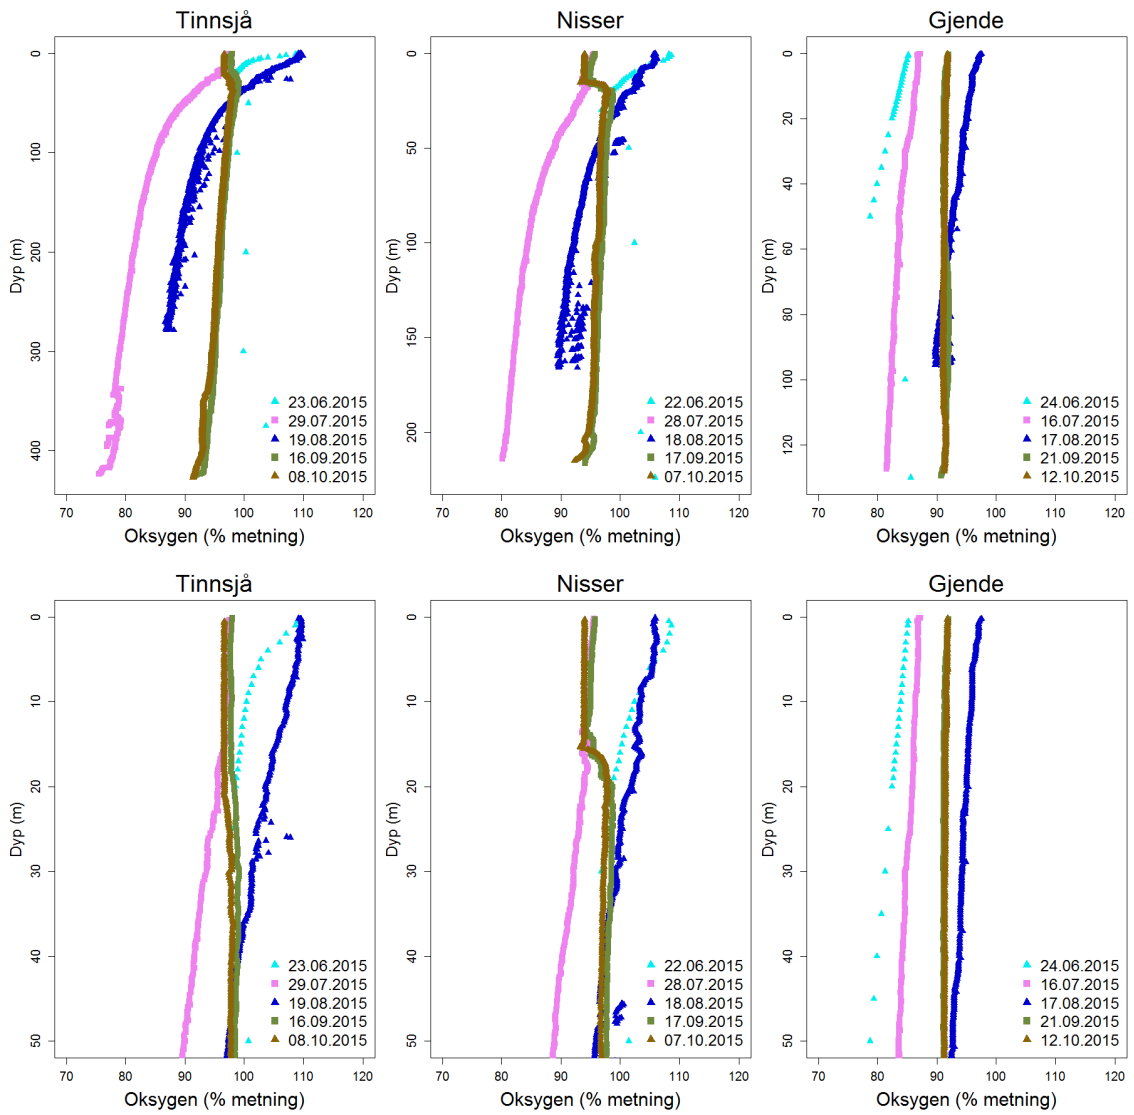 Tinnsjå
Nisser
Gjende
Dyp (m)
0
100
200
300
400
23.06.2015
29.07.2015
19.08.2015
16.09.2015
08.10.2015
70 80 90 100 110 120
Oksygen (% metning)
Dyp (m)
0
50
100
150
200
22.06.2015
28.07.2015
18.08.2015
17.09.2015
07.10.2015
70 80 90 100 110 120
Oksygen (% metning)
Dyp (m)
0
20
40
60
80
100
120
24.06.2015
16.07.2015
17.08.2015
21.09.2015
12.10.2015
70 80 90 100 110 120
Oksygen (% metning)
Tinnsjå
Nisser
Gjende
Dyp (m)
0
10
20
30
40
50
23.06.2015
29.07.2015
19.08.2015
16.09.2015
08.10.2015
70 80 90 100 110 120
Oksygen (% metning)
Dyp (m)
0
10
20
30
40
50
22.06.2015
28.07.2015
18.08.2015
17.09.2015
07.10.2015
70 80 90 100 110 120
Oksygen (% metning)
Dyp (m)
0
10
20
30
40
50
24.06.2015
16.07.2015
17.08.2015
21.09.2015
12.10.2015
70 80 90 100 110 120
Oksygen (% metning)